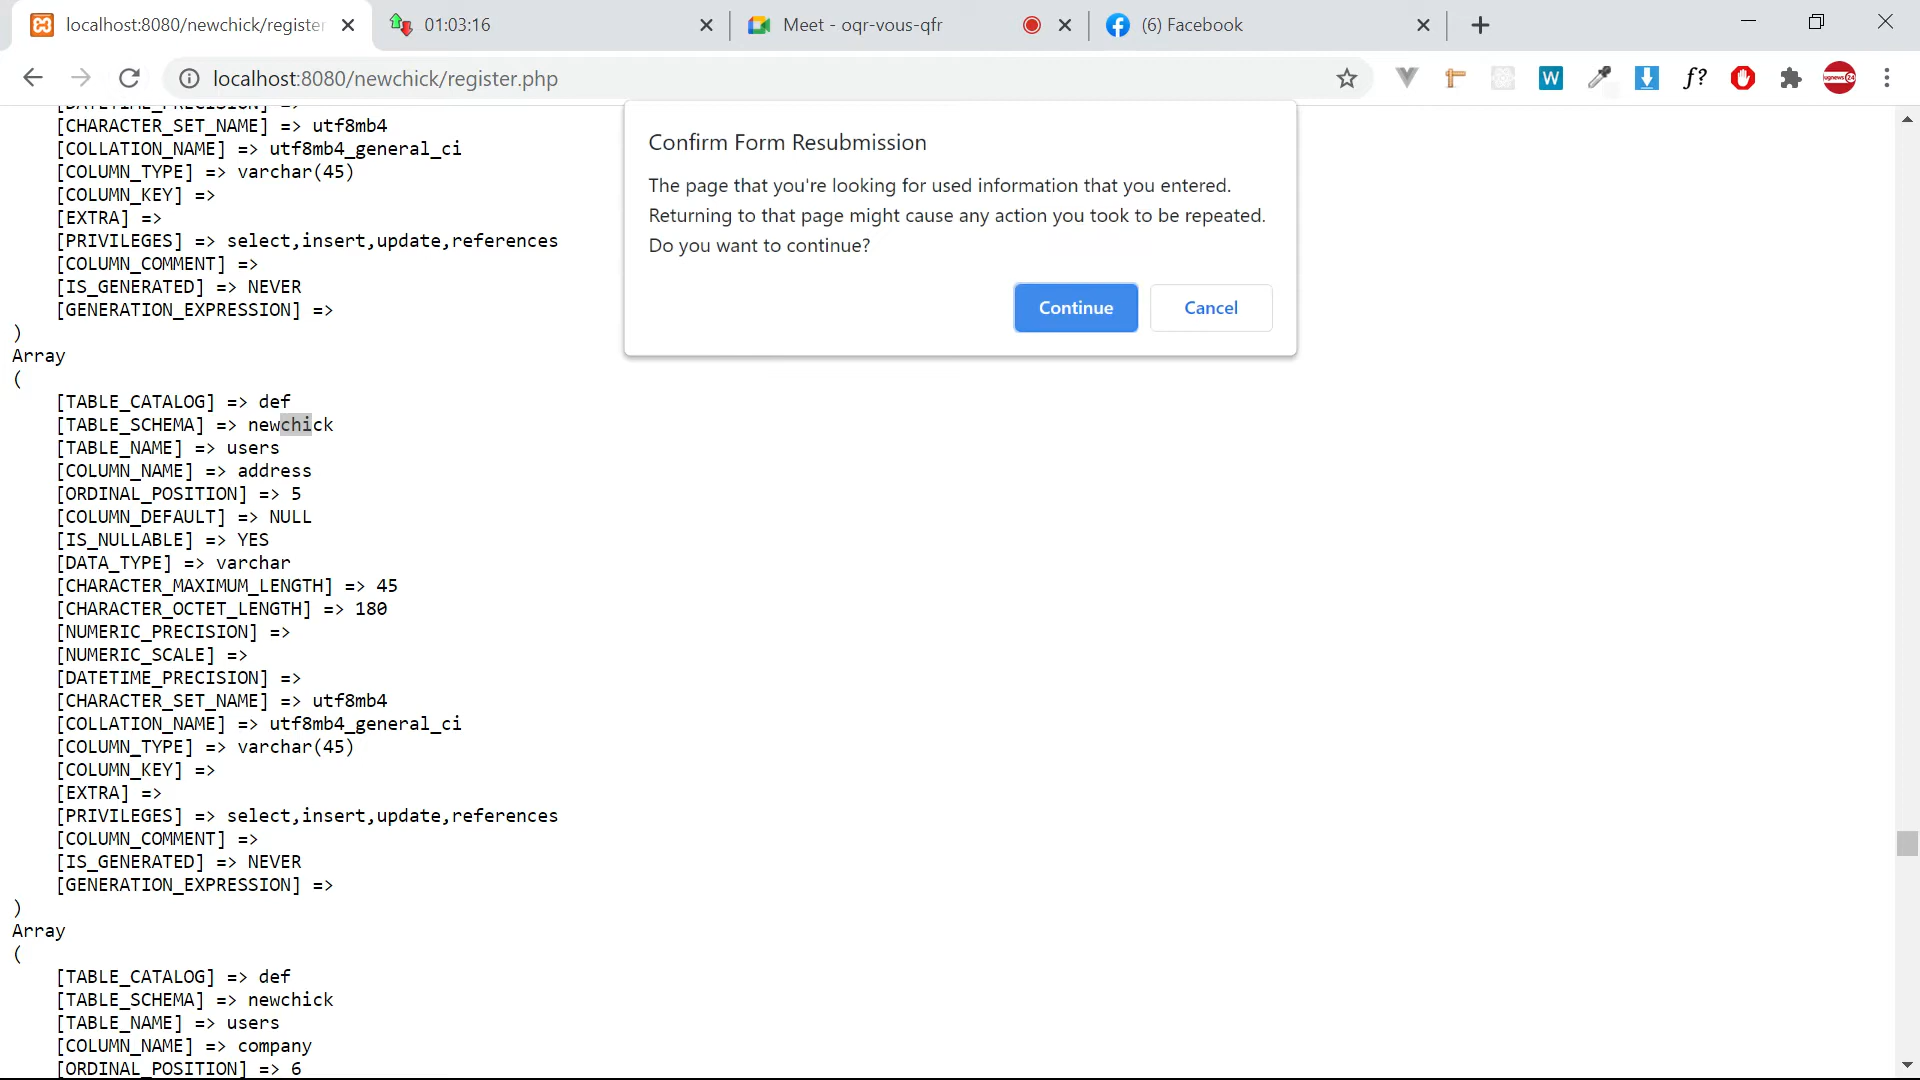 localhost:8080/newchick/register
01:03:16
Meet - oqr-vous-qfr
(6) Facebook
localhost:8080/newchick/register.php
W
f?
ugnews24
[DATETIME_PRECISION] =>
[CHARACTER_SET_NAME] => utf8mb4
[COLLATION_NAME] => utf8mb4_general_ci
[COLUMN_TYPE] => varchar(45)
[COLUMN_KEY] =>
[EXTRA] =>
[PRIVILEGES] => select,insert,update,references
[COLUMN_COMMENT] =>
[IS_GENERATED] => NEVER
[GENERATION_EXPRESSION] =>
)
Confirm Form Resubmission
The page that you're looking for used information that you entered.
Returning to that page might cause any action you took to be repeated.
Do you want to continue?
Continue
Cancel
Array
(
[TABLE_CATALOG] => def
[TABLE_SCHEMA] => newchick
[TABLE_NAME] => users
[COLUMN_NAME] => address
[ORDINAL_POSITION] => 5
[COLUMN_DEFAULT] => NULL
[IS_NULLABLE] => YES
[DATA_TYPE] => varchar
[CHARACTER_MAXIMUM_LENGTH] => 45
[CHARACTER_OCTET_LENGTH] => 180
[NUMERIC_PRECISION] =>
[NUMERIC_SCALE] =>
[DATETIME_PRECISION] =>
[CHARACTER_SET_NAME] => utf8mb4
[COLLATION_NAME] => utf8mb4_general_ci
[COLUMN_TYPE] => varchar(45)
[COLUMN_KEY] =>
[EXTRA] =>
[PRIVILEGES] => select,insert,update,references
[COLUMN_COMMENT] =>
[IS_GENERATED] => NEVER
[GENERATION_EXPRESSION] =>
)
Array
(
[TABLE_CATALOG] => def
[TABLE_SCHEMA] => newchick
[TABLE_NAME] => users
[COLUMN_NAME] => company
[ORDINAL_POSITION] => 6